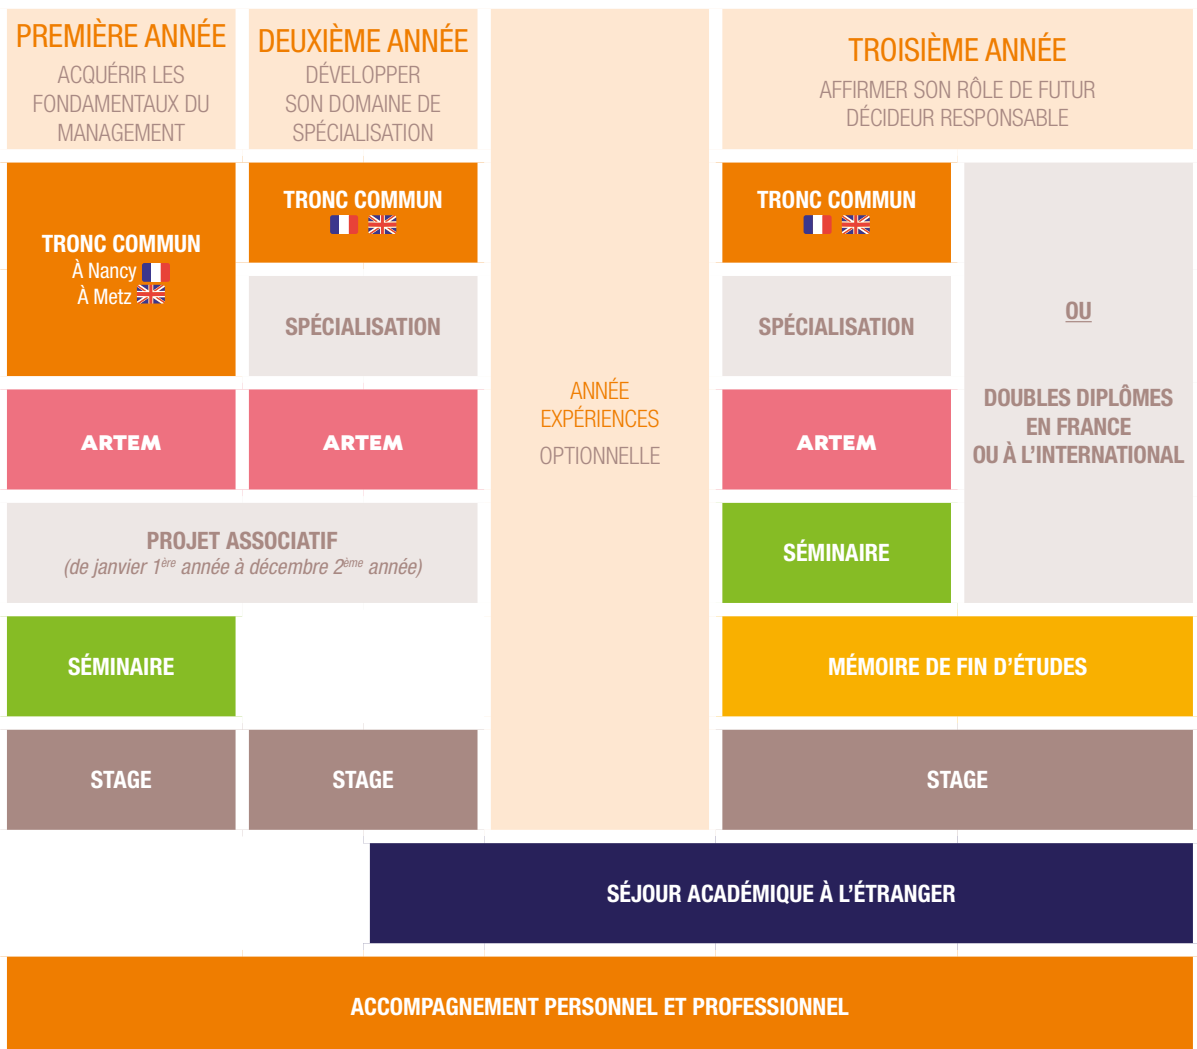 PREMIÈRE ANNÉE
ACQUÉRIR LES
FONDAMENTAUX DU
MANAGEMENT
DEUXIÈME ANNÉE
DÉVELOPPER
SON DOMAINE DE
SPÉCIALISATION
TROISIÈME ANNÉE
AFFIRMER SON RÔLE DE FUTUR
DÉCIDEUR RESPONSABLE
TRONC COMMUN
À Nancy
À Metz
TRONC COMMUN
SPÉCIALISATION
ANNÉE
EXPÉRIENCES
OPTIONNELLE
TRONC COMMUN
SPÉCIALISATION
OU
DOUBLES DIPLÔMES
EN FRANCE
OU À L’INTERNATIONAL
ARTEM
ARTEM
ARTEM
PROJET ASSOCIATIF
(de janvier 1ère année à décembre 2ème année)
SÉMINAIRE
SÉMINAIRE
MÉMOIRE DE FIN D’ÉTUDES
STAGE
STAGE
STAGE
SÉJOUR ACADÉMIQUE À L’ÉTRANGER
ACCOMPAGNEMENT PERSONNEL ET PROFESSIONNEL